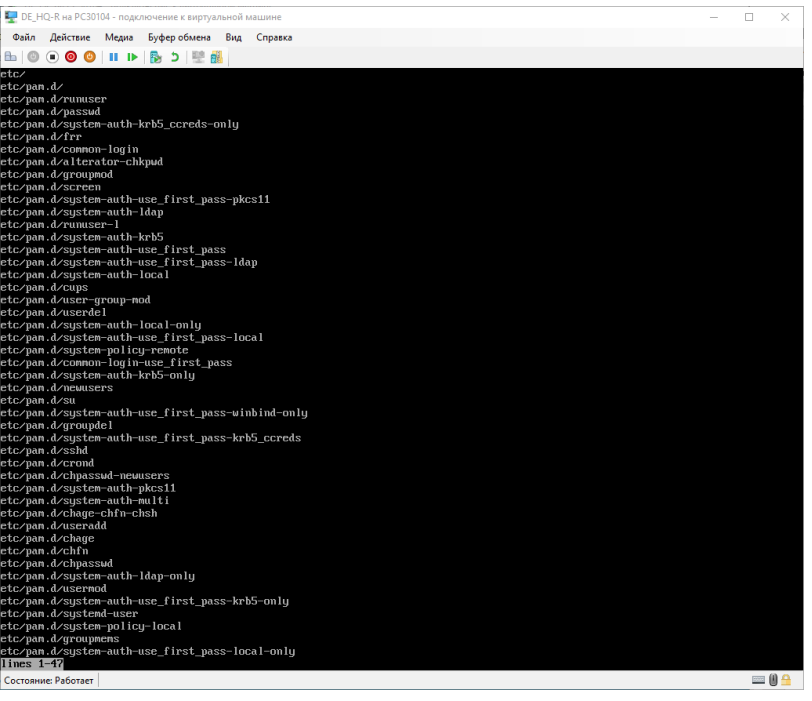 DE_HQ-R на PC30104 - подключение к виртуальной машине
Файл Действие Медиа Буфер обмена Вид Справка
etc/
etc/pam.d/
etc/pam.d/runuser
etc/pam.d/passwd
etc/pam.d/system-auth-krb5_ccreds-only
etc/pam.d/frr
etc/pam.d/common-login
etc/pam.d/alterator-chkpwd
etc/pam.d/groupmod
etc/pam.d/screen
etc/pam.d/system-auth-use_first_pass-pkcs11
etc/pam.d/system-auth-ldap
etc/pam.d/runuser-l
etc/pam.d/system-auth-krb5
etc/pam.d/system-auth-use_first_pass
etc/pam.d/system-auth-use_first_pass-ldap
etc/pam.d/system-auth-local
etc/pam.d/cups
etc/pam.d/user-group-mod
etc/pam.d/userdel
etc/pam.d/system-auth-local-only
etc/pam.d/system-auth-use_first_pass-local
etc/pam.d/system-policy-remote
etc/pam.d/common-login-use_first_pass
etc/pam.d/system-auth-krb5-only
etc/pam.d/newusers
etc/pam.d/su
etc/pam.d/system-auth-use_first_pass-winbind-only
etc/pam.d/groupdel
etc/pam.d/system-auth-use_first_pass-krb5_ccreds
etc/pam.d/sshd
etc/pam.d/crond
etc/pam.d/chpasswd-newusers
etc/pam.d/system-auth-pkcs11
etc/pam.d/system-auth-multi
etc/pam.d/chage-chfn-chsh
etc/pam.d/useradd
etc/pam.d/chage
etc/pam.d/chfn
etc/pam.d/chpasswd
etc/pam.d/system-auth-ldap-only
etc/pam.d/usermod
etc/pam.d/system-auth-use_first_pass-krb5-only
etc/pam.d/systemd-user
etc/pam.d/system-policy-local
etc/pam.d/groupmems
etc/pam.d/system-auth-use_first_pass-local-only
lines 1-47
Состояние: Работает